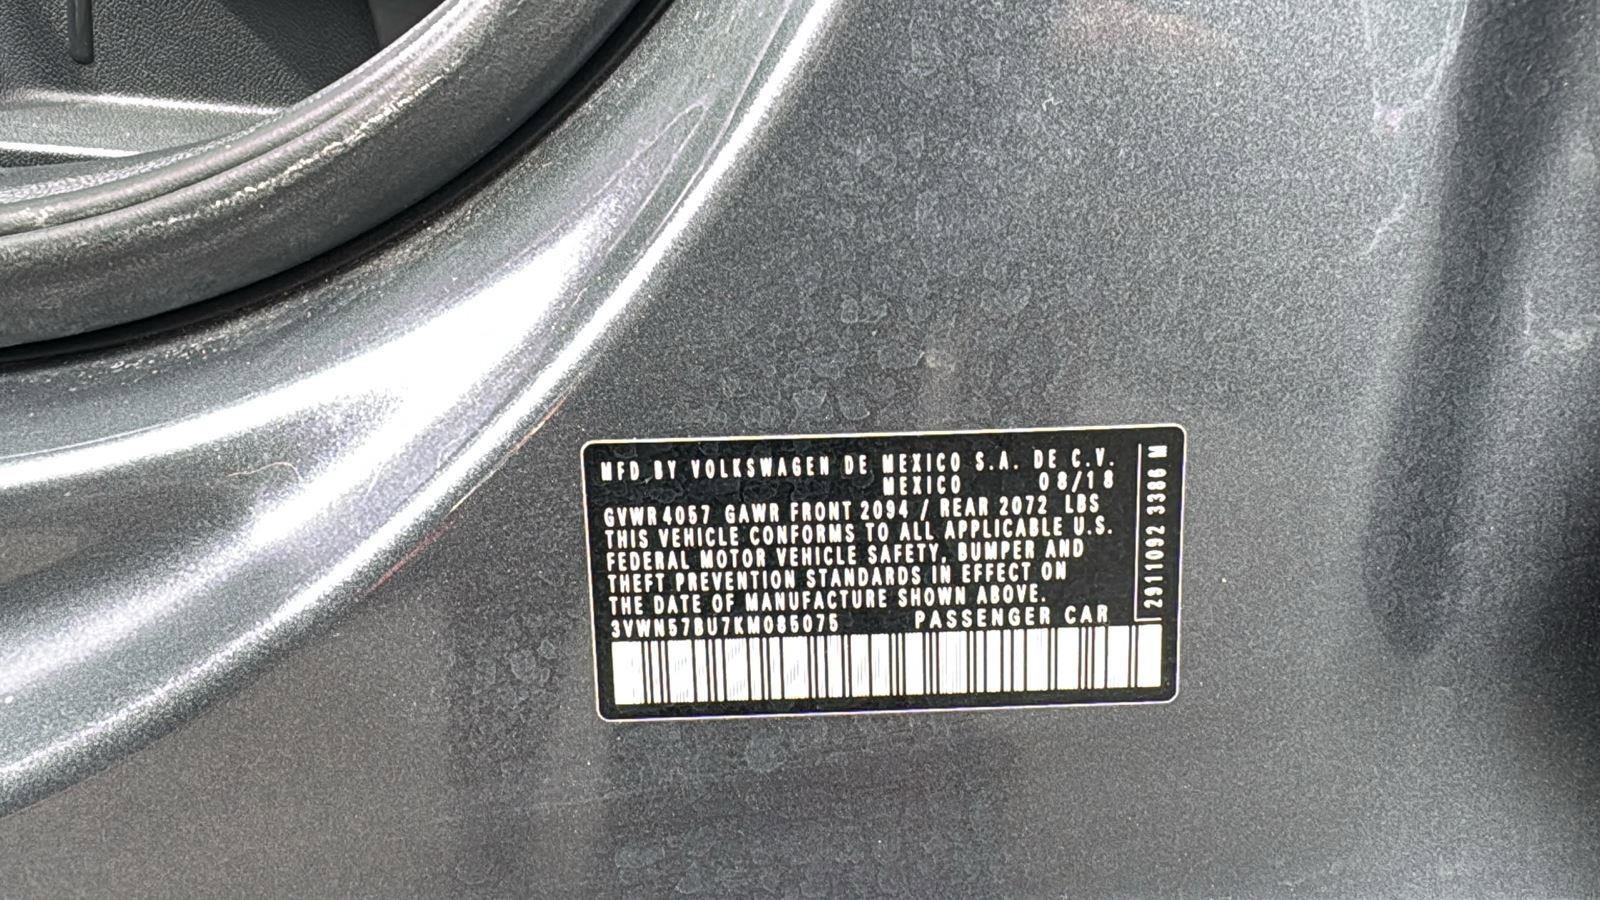 MFD BY VOLKSWAGEN DE MEXICO S.A. DE C.V.
MEXICO 08/18
GVWR 4057 GAWR FRONT 2094 / REAR 2072 LBS
THIS VEHICLE CONFORMS TO ALL APPLICABLE U.S.
FEDERAL MOTOR VEHICLE SAFETY, BUMPER AND
THEFT PREVENTION STANDARDS IN EFFECT ON
THE DATE OF MANUFACTURE SHOWN ABOVE.
3VWN57BU7KM085075 PASSENGER CAR
2911092 3386 M